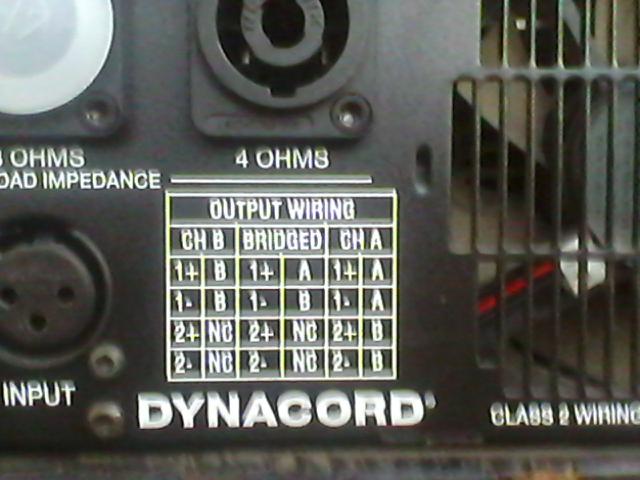 OHMS
4 OHMS
OAD IMPEDANCE
OUTPUT WIRING
CH B BRIDGED CH A
1+ B 1+ A 1+ A
1- B 1- B 1- A
2+ NC 2+ NC 2+ B
2- NC 2- NC 2- B
INPUT
DYNACORD
CLASS 2 WIRING